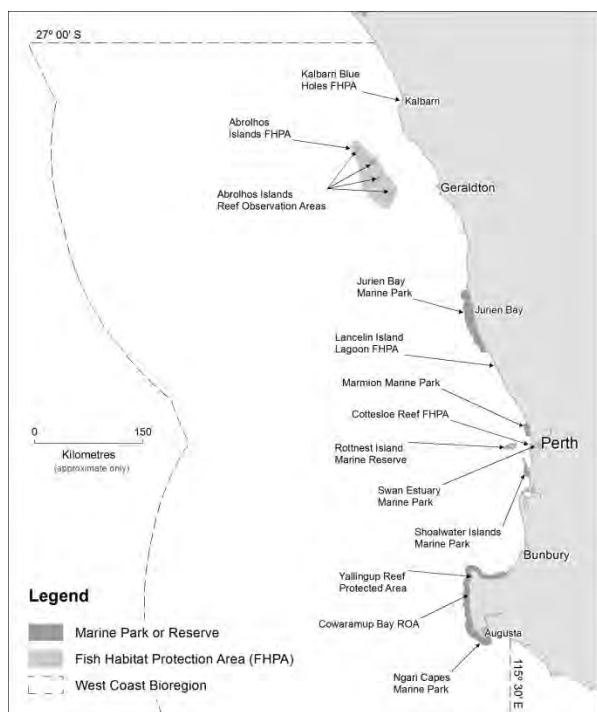 27° 00' S
Kalbarri Blue
Holes FHPA
Kalbarri
Abrolhos
Islands FHPA
Geraldton
Abrolhos Islands
Reef Observation Areas
Jurien Bay
Marine Park
Jurien Bay
Lancelin Island
Lagoon FHPA
Marmion Marine Park
Cottesloe Reef FHPA
0 150
Kilometres
(approximate only)
Perth
Rottnest Island
Marine Reserve
Swan Estuary
Marine Park
Shoalwater Islands
Marine Park
Bunbury
Yallingup Reef
Protected Area
Cowaramup Bay ROA
Augusta
Ngari Capes
Marine Park
115° 30' E
Legend
Marine Park or Reserve
Fish Habitat Protection Area (FHPA)
West Coast Bioregion